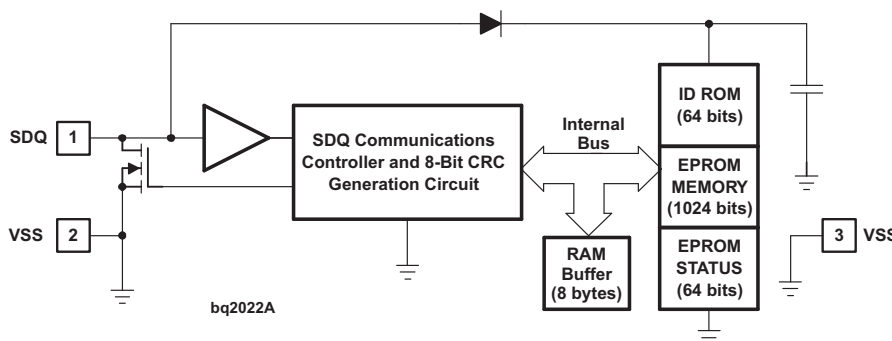 ID ROM
(64 bits)
SDQ
1
SDQ Communications
Controller and 8-Bit CRC
Generation Circuit
Internal
Bus
EPROM
MEMORY
(1024 bits)
VSS
2
RAM
Buffer
(8 bytes)
EPROM
STATUS
(64 bits)
3
VSS
bq2022A